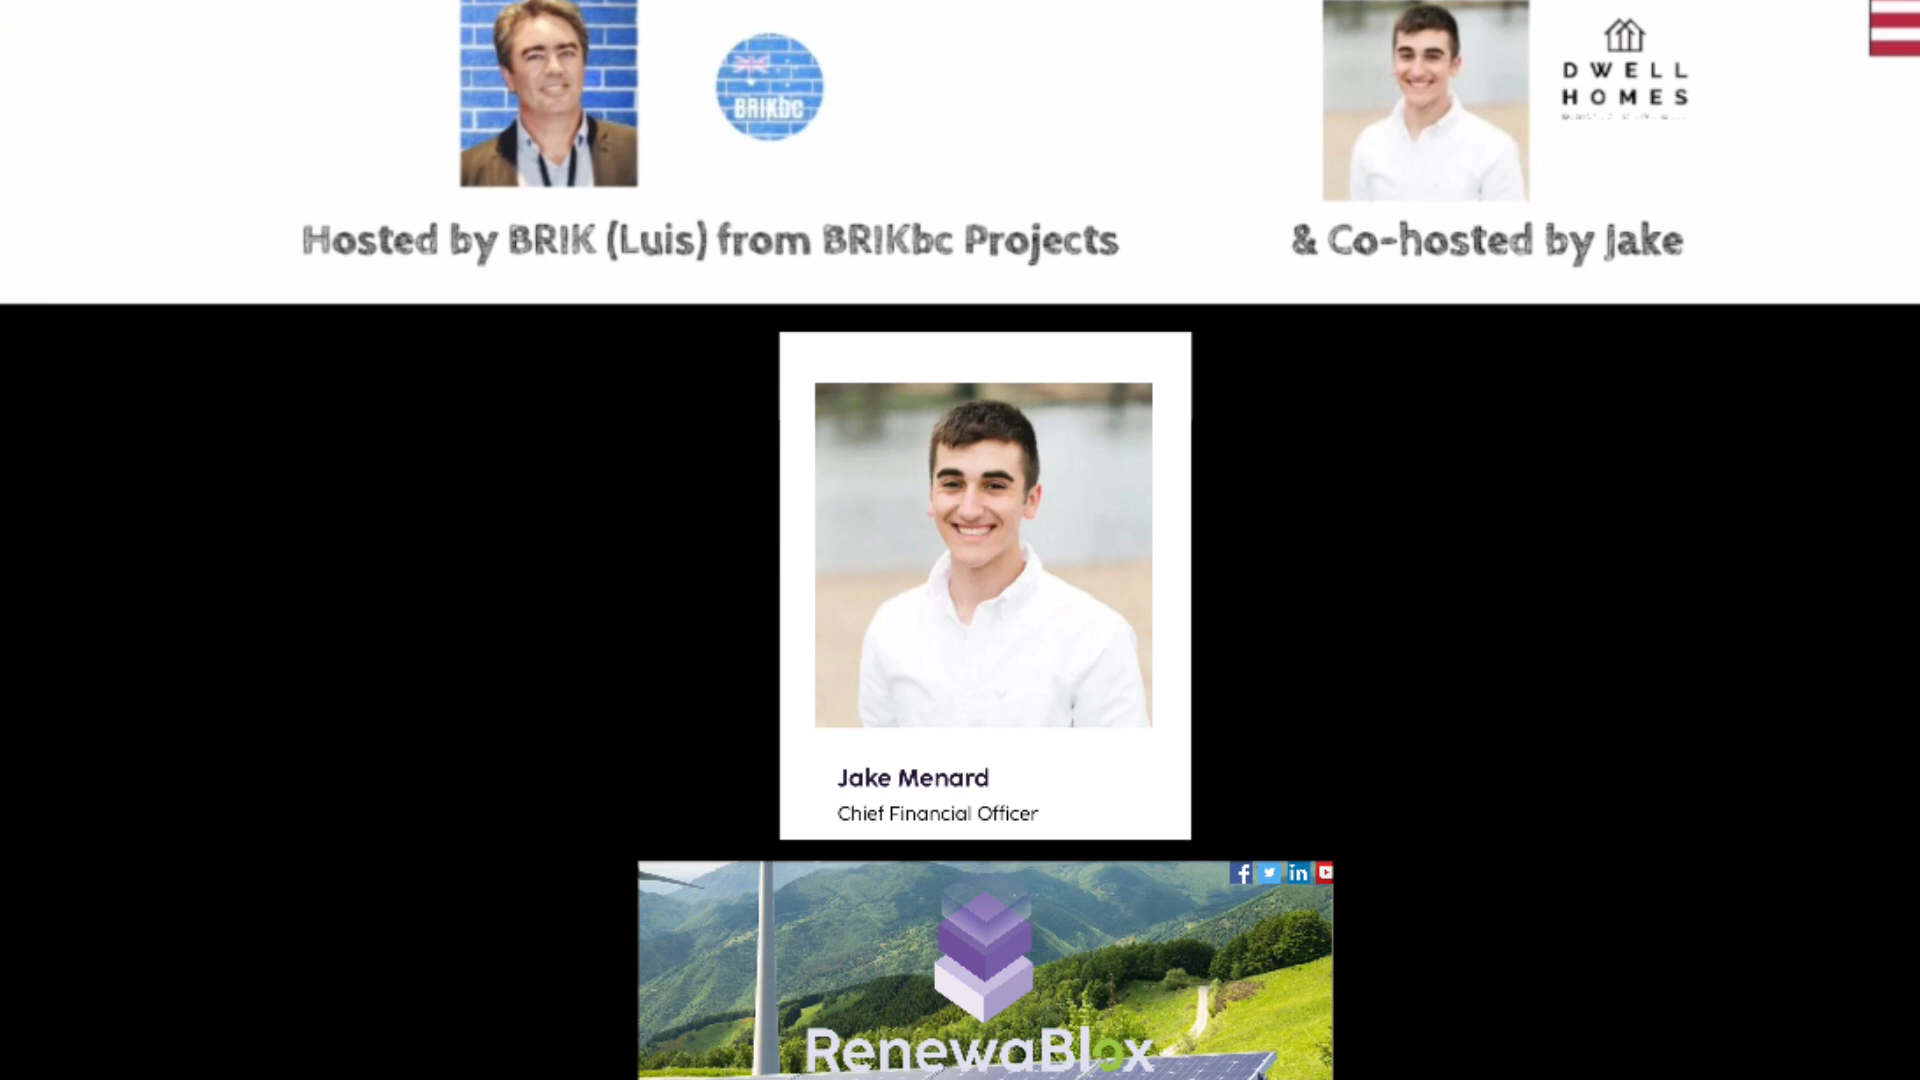 BRIKbc
DWELL
HOMES
Hosted by BRIK (Luis) from BRIKbc Projects
& Co-hosted by Jake
Jake Menard
Chief Financial Officer
RenewaBlox